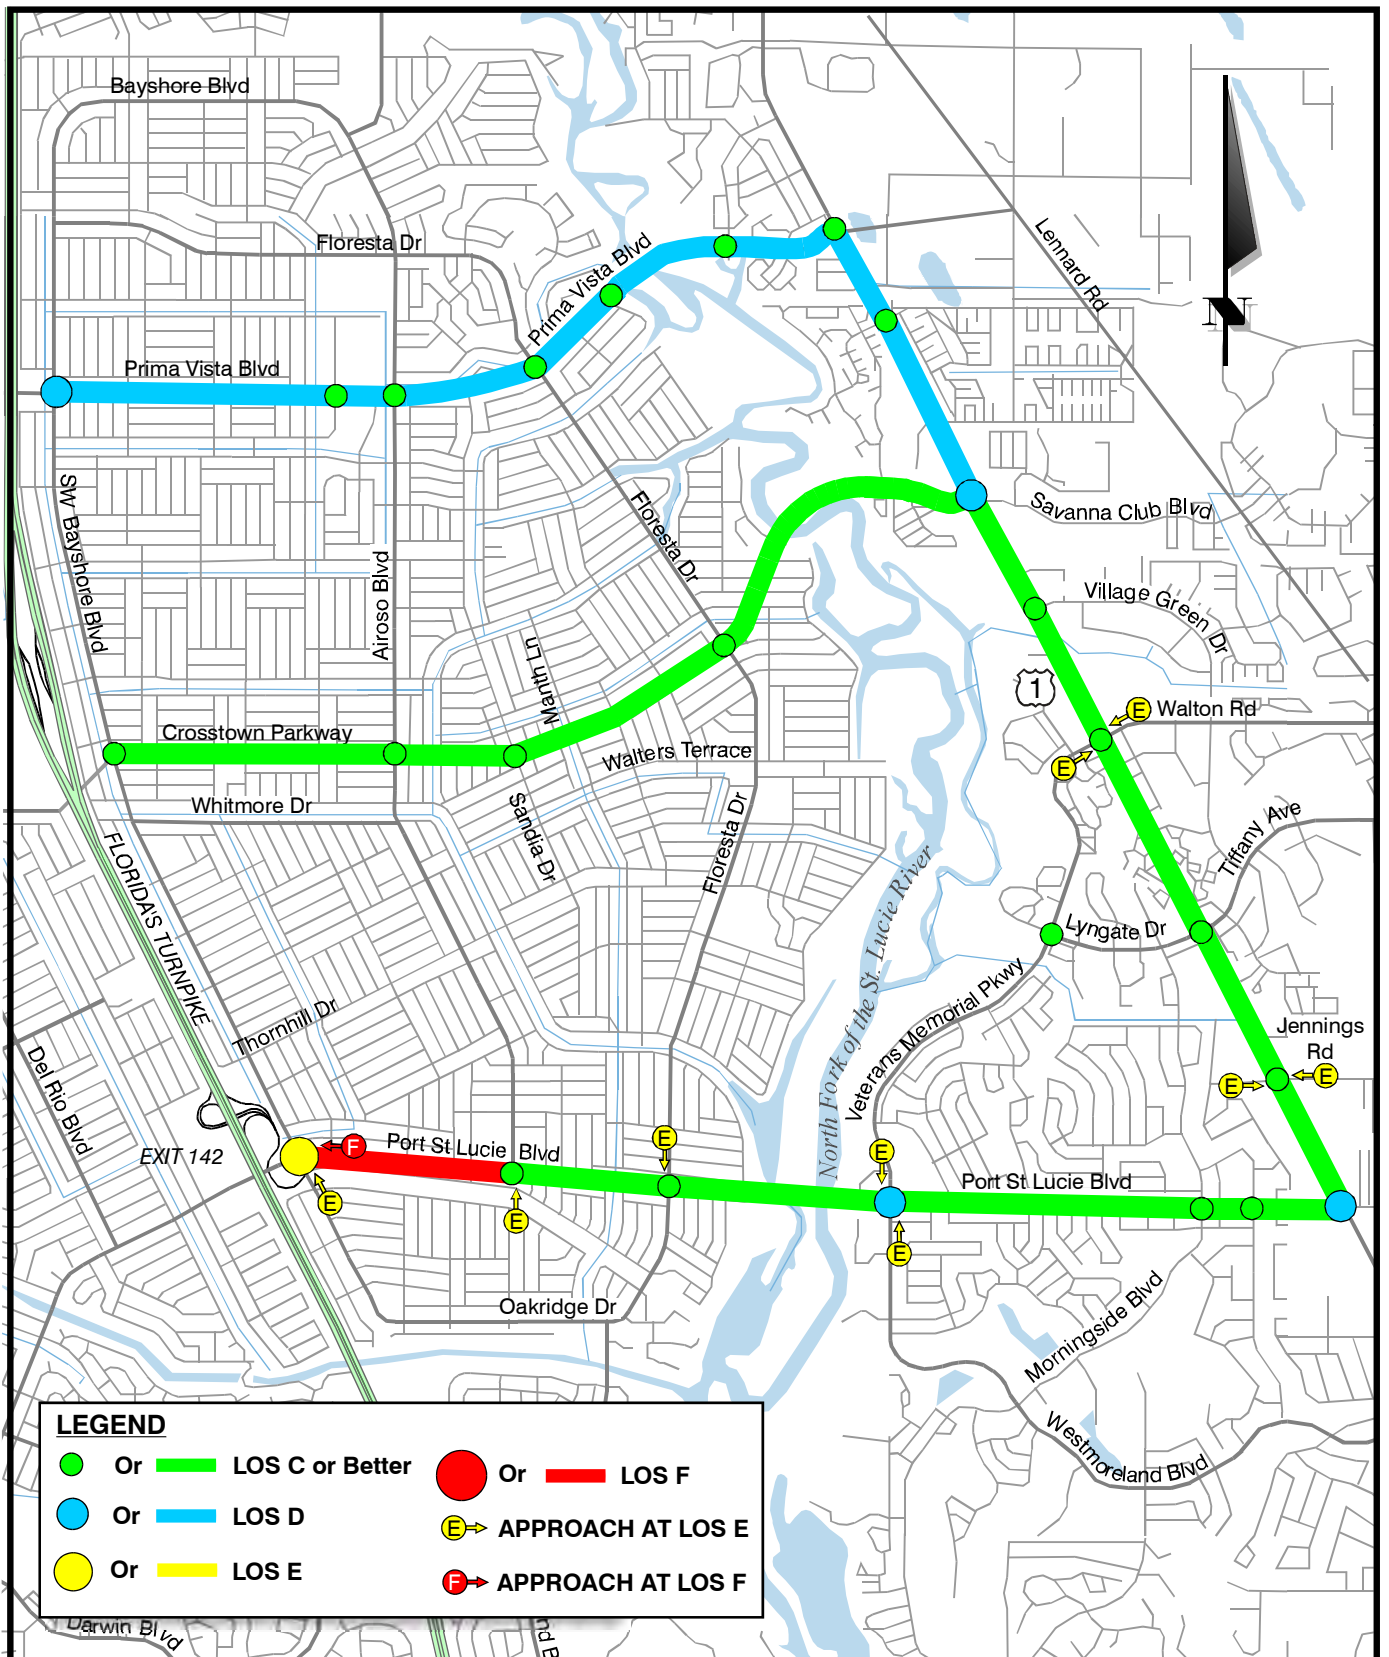 Bayshore Blvd
Floresta Dr
Prima Vista Blvd
Lennard Rd
N
Prima Vista Blvd
SW Bayshore Blvd
Airoso Blvd
Floresta Dr
Savanna Club Blvd
Village Green Dr
Manth Ln
1
E
Walton Rd
E
Crosstown Parkway
Walters Terrace
Whitmore Dr
Sandia Dr
Floresta Dr
Tiffany Ave
FLORIDA'S TURNPIKE
North Fork of the St. Lucie River
Lyngate Dr
Veterans Memorial Pkwy
Thornhill Dr
Del Rio Blvd
Jennings
Rd
E
E
EXIT 142
F
Port St Lucie Blvd
E
E
E
E
Port St Lucie Blvd
E
Oakridge Dr
Morningside Blvd
Westmoreland Blvd
LEGEND
Or LOS C or Better
Or LOS D
Or LOS E
Or LOS F
E APPROACH AT LOS E
F APPROACH AT LOS F
Darwin Blvd
nd B